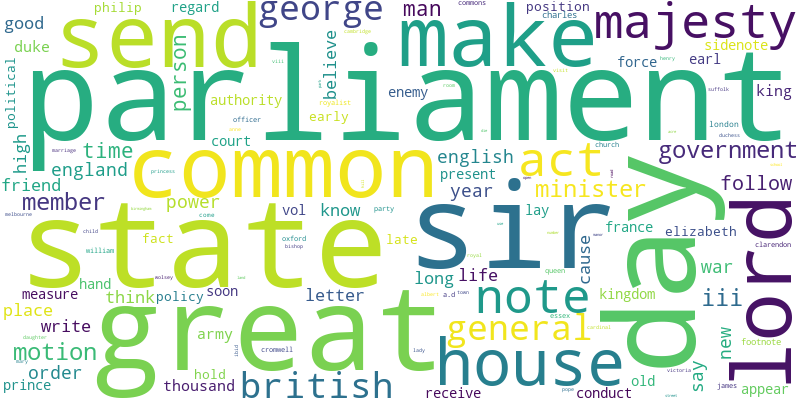 philip regard george man commons position majesty
good send charles make
duke person believe sidenote
parliament force earl
political authority royalist enemy king
officer early suffolk london
high court church duchess
time common english act government
marriage england present
friend princess year minister follow
member power vol know party lay
melbourne state come sir day lord
child fact oxford late france elizabeth
william bishop cause war clarendon
hand wolsey long life queen
measure think policy soon letter note kingdom iii
place albert a.d town
write great army essex general cardinal new footnote
motion daughter cromwell lady house say
order hold victoria
prince thousand british receive conduct old james appear
pope
henry
cambridge
viii
royal